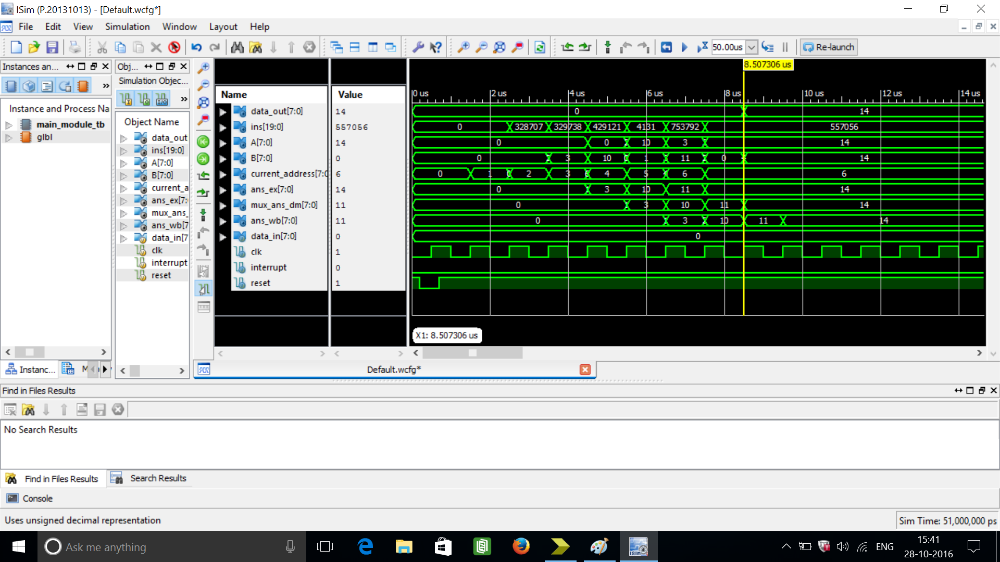 ISim (P.20131013) - [Default.wcfg*]
File Edit View Simulation Window Layout Help
50.00us Re-launch
Instances an...
Obj...
Simulation Objec...
Instance and Process Na
main_module_tb
glbl
Object Name
data_out
ins[19:0]
A[7:0]
B[7:0]
current_a
ans_ex[7:
mux_ans_
ans_wb[7
data_in[7
clk
interrupt
reset
8.507306 us
Name Value
0 us 2 us 4 us 6 us 8 us 10 us 12 us 14 us
data_out[7:0] 14 0 14
ins[19:0] 557056 0 328707 329738 429121 4131 753792 557056
A[7:0] 14 0 0 10 3 14
B[7:0] 0 0 3 10 1 11 0 14
current_address[7:0 6 0 1 2 3 4 5 6 6
ans_ex[7:0] 14 0 3 10 11 14
mux_ans_dm[7:0] 11 0 3 10 11 14
ans_wb[7:0] 11 0 3 10 11 14
data_in[7:0] 0 0
clk 1
interrupt 0
reset 1
X1: 8.507306 us
Instanc...
Default.wcfg*
Find in Files Results
No Search Results
Find in Files Results Search Results
Console
Uses unsigned decimal representation
Sim Time: 51,000,000 ps
Ask me anything
ISim
ENG
15:41
28-10-2016